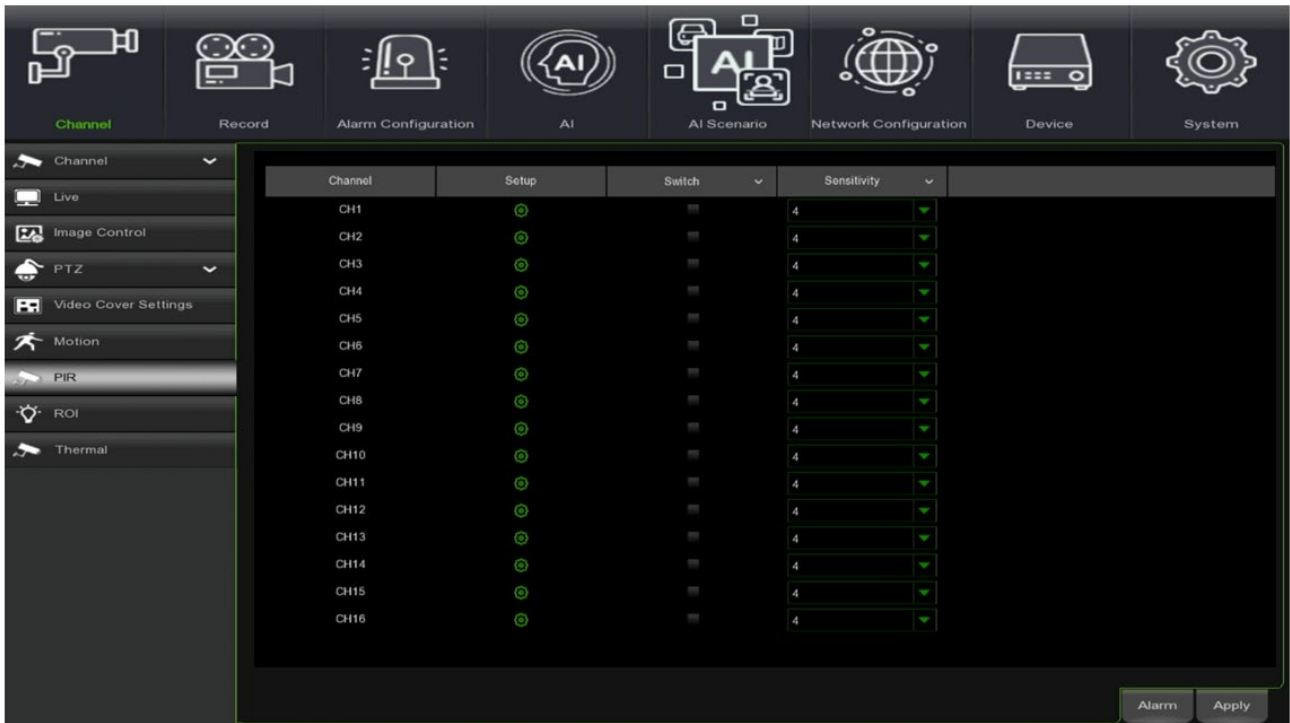 AI
AI
Channel Record Alarm Configuration AI AI Scenario Network Configuration Device System
Channel
Live
Image Control
PTZ
Video Cover Settings
Motion
PIR
ROI
Thermal
Channel Setup Switch Sensitivity
CH1 4
CH2 4
CH3 4
CH4 4
CH5 4
CH6 4
CH7 4
CH8 4
CH9 4
CH10 4
CH11 4
CH12 4
CH13 4
CH14 4
CH15 4
CH16 4
Alarm Apply